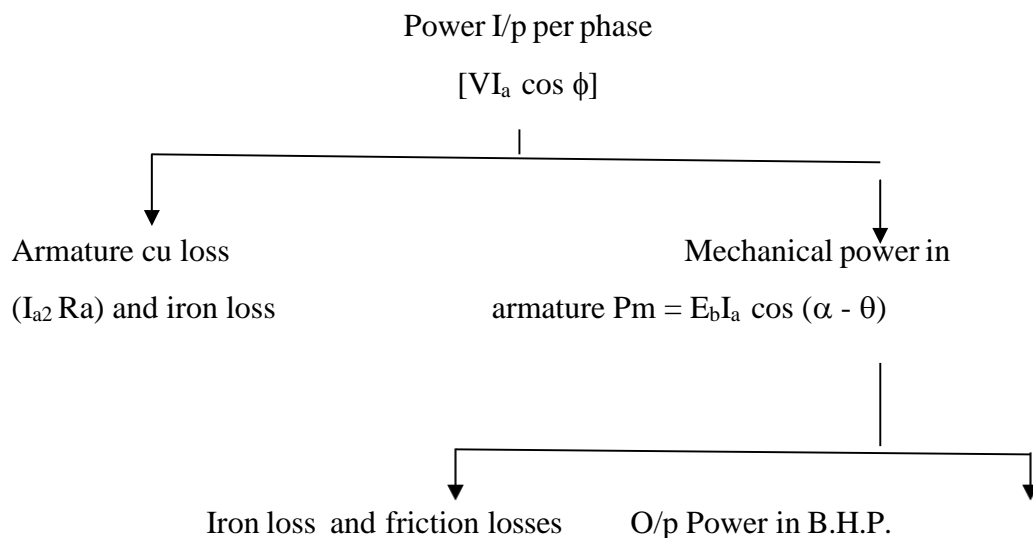 Power I/p per phase
[VIₐ cos ϕ]
Armature cu loss
Mechanical power in
(Iₐ₂ Ra) and iron loss
armature Pm = E_bIₐ cos (α - θ)
Iron loss and friction losses
O/p Power in B.H.P.